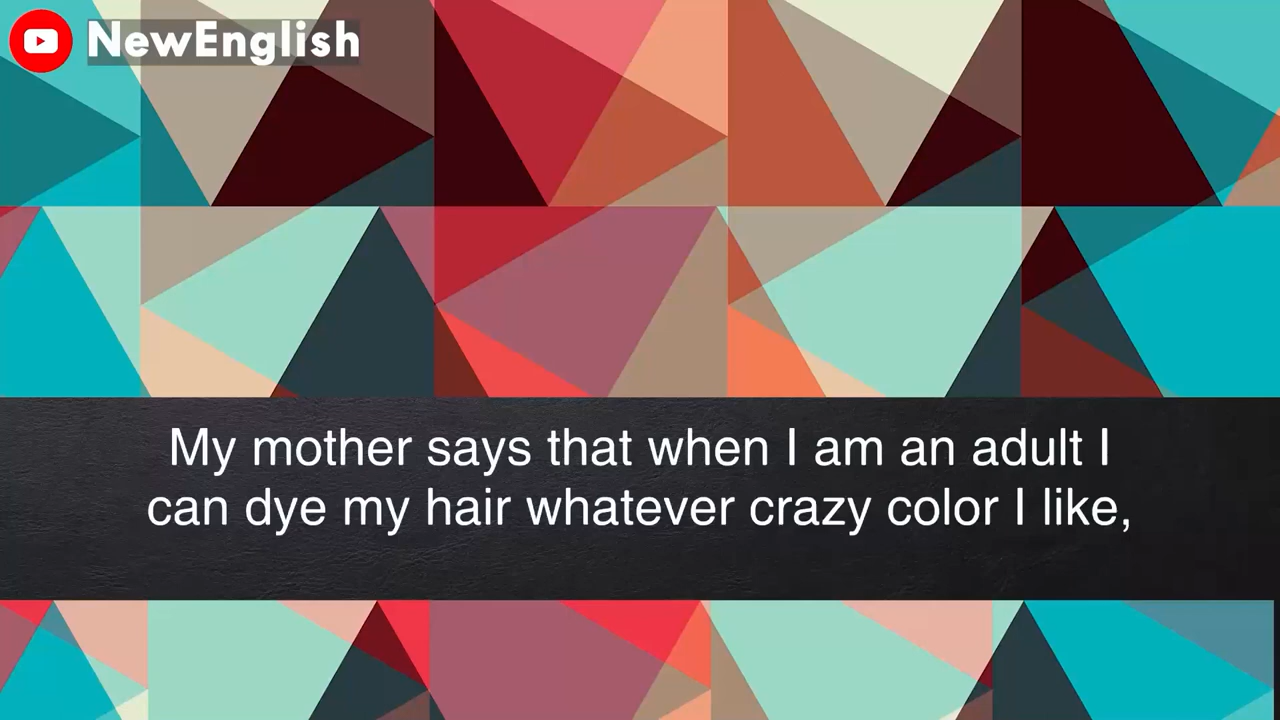 NewEnglish
My mother says that when I am an adult I
can dye my hair whatever crazy color I like,